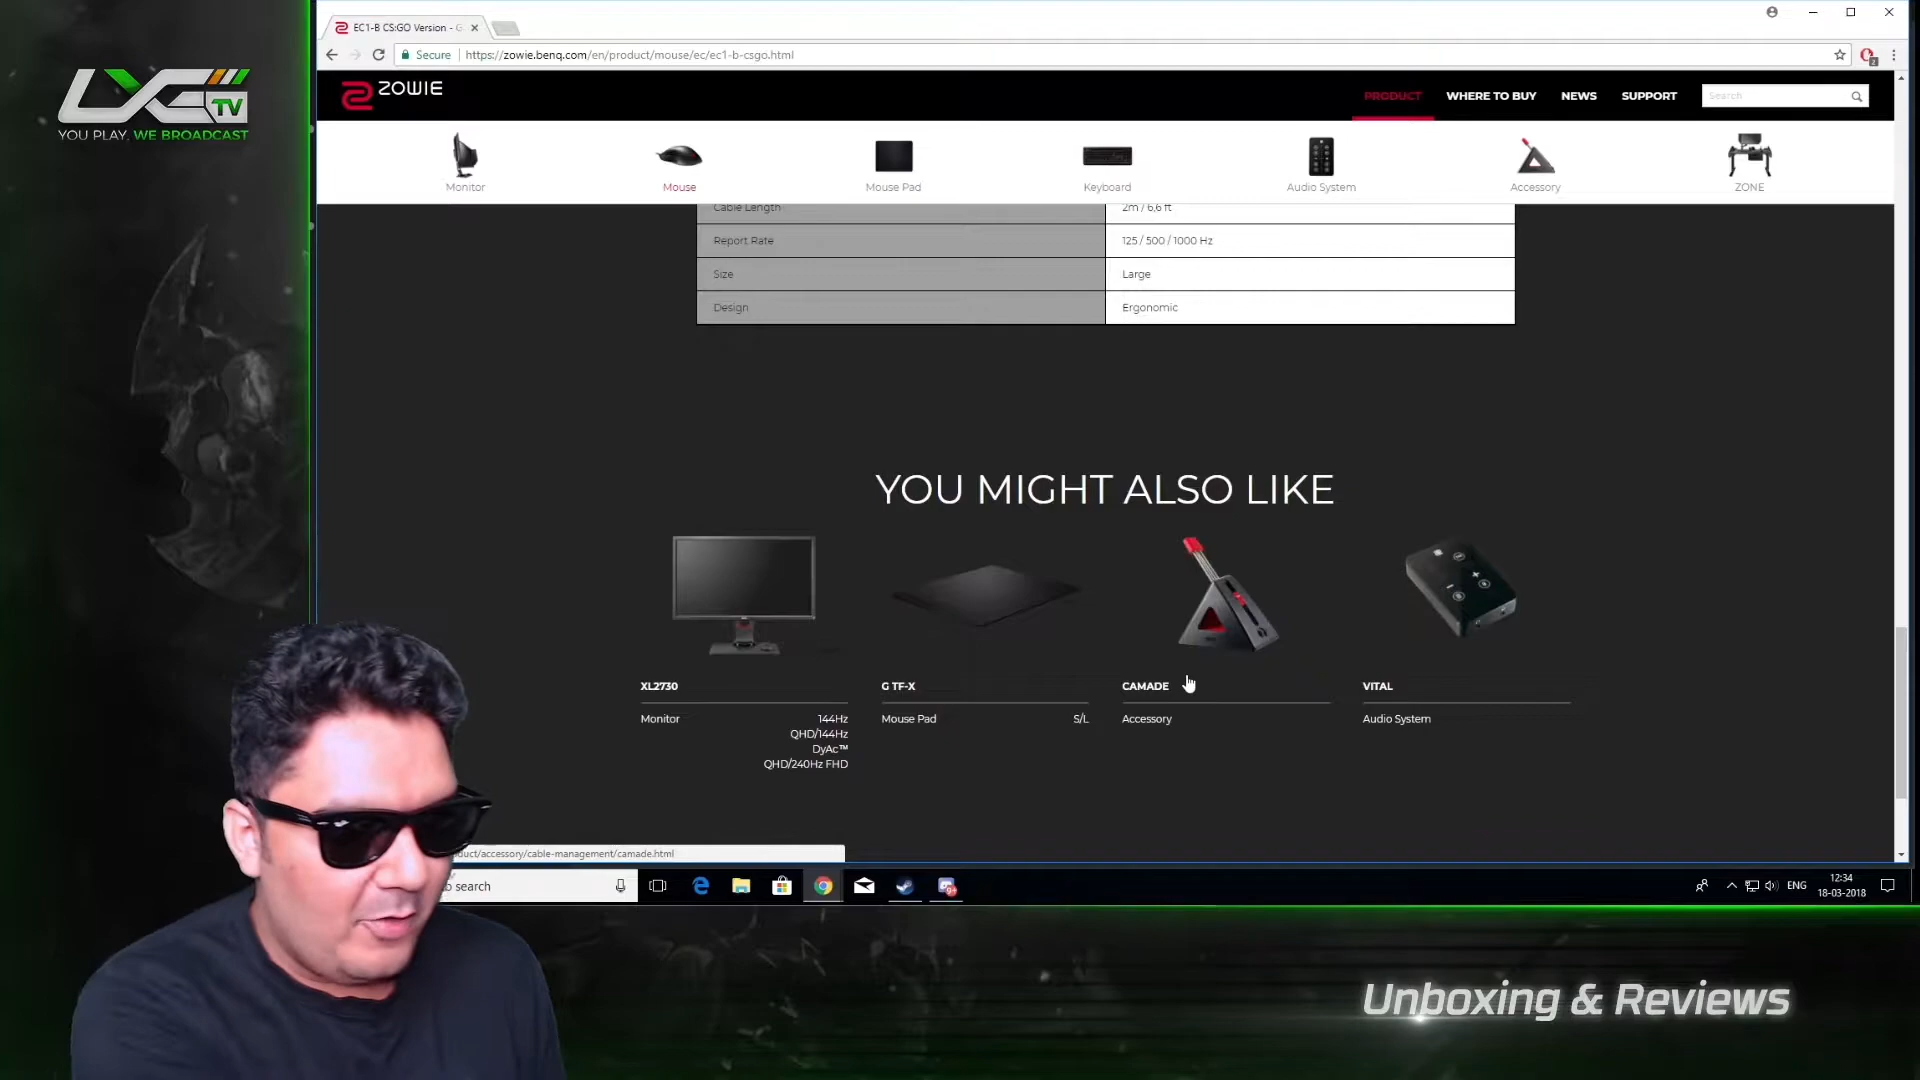 EC1-B CS:GO Version - G
Secure https://zowie.benq.com/en/product/mouse/ec/ec1-b-csgo.html
LXG TV
YOU PLAY. WE BROADCAST
ZOWIE
PRODUCT WHERE TO BUY NEWS SUPPORT Search
Monitor Mouse Mouse Pad Keyboard Audio System Accessory ZONE
Cable Length 2m / 6,6 ft
Report Rate 125 / 500 / 1000 Hz
Size Large
Design Ergonomic
YOU MIGHT ALSO LIKE
XL2730 G TF-X CAMADE VITAL
Monitor 144Hz Mouse Pad S/L Accessory Audio System
QHD/144Hz
DyAc™
QHD/240Hz FHD
duct/accessory/cable-management/camade.html
search
ENG 12:34
18-03-2018
Unboxing & Reviews